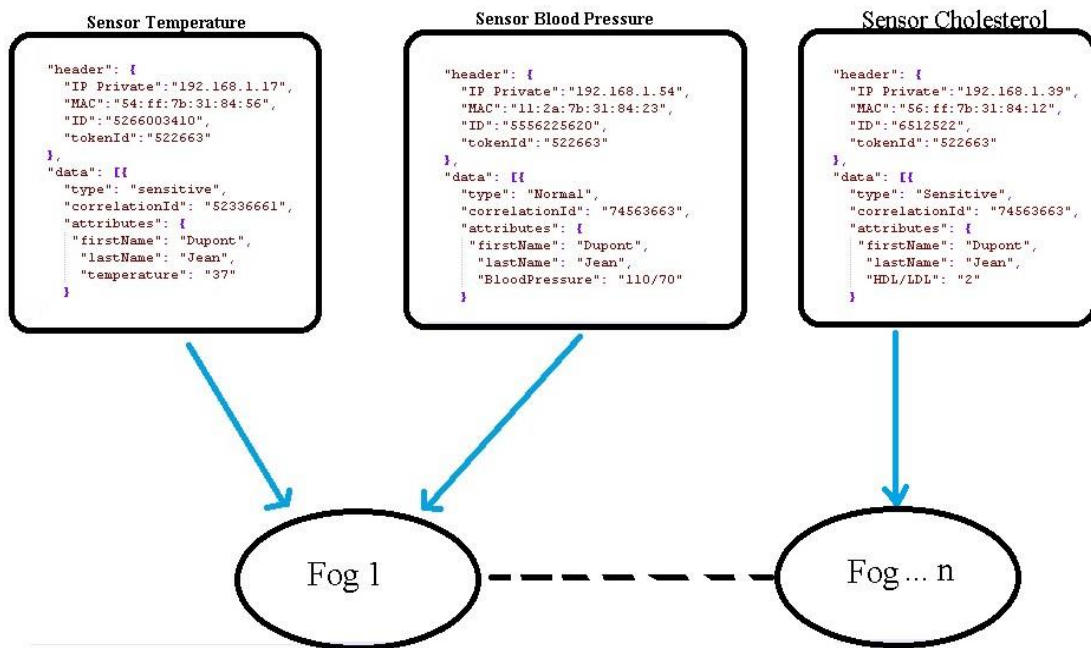 Sensor Temperature
"header": {
"IP Private":"192.168.1.17",
"MAC":"54:ff:7b:31:84:56",
"ID":"5266003410",
"tokenId":"522663"
},
"data": [{
"type": "sensitive",
"correlationId": "52336661",
"attributes": {
"firstName": "Dupont",
"lastName": "Jean",
"temperature": "37"
}
Sensor Blood Pressure
"header": {
"IP Private":"192.168.1.54",
"MAC":"11:2a:7b:31:84:23",
"ID":"5556225620",
"tokenId":"522663"
},
"data": [{
"type": "Normal",
"correlationId": "74563663",
"attributes": {
"firstName": "Dupont",
"lastName": "Jean",
"BloodPressure": "110/70"
}
Sensor Cholesterol
"header": {
"IP Private":"192.168.1.39",
"MAC":"56:ff:7b:31:84:12",
"ID":"6512522",
"tokenId":"522663"
},
"data": [{
"type": "Sensitive",
"correlationId": "74563663",
"attributes": {
"firstName": "Dupont",
"lastName": "Jean",
"HDL/LDL": "2"
}
Fog 1
Fog ... n